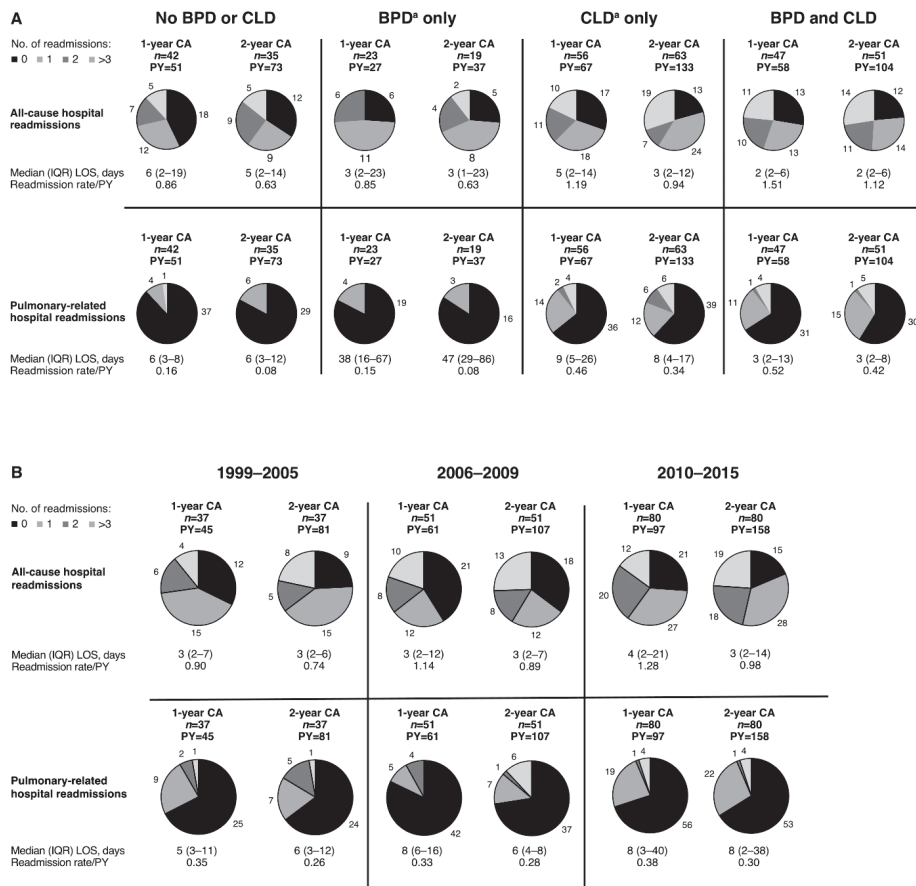 A
No BPD or CLD BPDa only CLDa only BPD and CLD
No. of readmissions:
0 1 2 >3
1-year CA 2-year CA 1-year CA 2-year CA 1-year CA 2-year CA 1-year CA 2-year CA
n=42 n=35 n=23 n=19 n=56 n=63 n=47 n=51
PY=51 PY=73 PY=27 PY=37 PY=67 PY=133 PY=58 PY=104
All-cause hospital
readmissions
5 7 18 12
5 9 12 9
6 6 11
2 4 5 8
10 11 17 18
19 13 7 24
11 13 10 13
14 12 11 14
Median (IQR) LOS, days 6 (2–19) 5 (2–14) 3 (2–23) 3 (1–23) 5 (2–14) 3 (2–12) 2 (2–6) 2 (2–6)
Readmission rate/PY 0.86 0.63 0.85 0.63 1.19 0.94 1.51 1.12
1-year CA 2-year CA 1-year CA 2-year CA 1-year CA 2-year CA 1-year CA 2-year CA
n=42 n=35 n=23 n=19 n=56 n=63 n=47 n=51
PY=51 PY=73 PY=27 PY=37 PY=67 PY=133 PY=58 PY=104
Pulmonary-related
hospital readmissions
4 1 37
6 29
4 19
3 16
2 4 14 36
6 6 12 39
1 4 11 31
1 5 15 30
Median (IQR) LOS, days 6 (3–8) 6 (3–12) 38 (16–67) 47 (29–86) 9 (5–26) 8 (4–17) 3 (2–13) 3 (2–8)
Readmission rate/PY 0.16 0.08 0.15 0.08 0.46 0.34 0.52 0.42
B
1999–2005 2006–2009 2010–2015
No. of readmissions:
0 1 2 >3
1-year CA 2-year CA 1-year CA 2-year CA 1-year CA 2-year CA
n=37 n=37 n=51 n=51 n=80 n=80
PY=45 PY=81 PY=61 PY=107 PY=97 PY=158
All-cause hospital
readmissions
4 6 12 15
8 9 5 15
10 21 8 12
13 18 8 12
12 21 20 27
19 15 18 28
Median (IQR) LOS, days 3 (2–7) 3 (2–6) 3 (2–12) 3 (2–7) 4 (2–21) 3 (2–14)
Readmission rate/PY 0.90 0.74 1.14 0.89 1.28 0.98
1-year CA 2-year CA 1-year CA 2-year CA 1-year CA 2-year CA
n=37 n=37 n=51 n=51 n=80 n=80
PY=45 PY=81 PY=61 PY=107 PY=97 PY=158
Pulmonary-related
hospital readmissions
2 1 9 25
5 1 7 24
5 4 42
1 6 7 37
1 4 19 56
1 4 22 53
Median (IQR) LOS, days 5 (3–11) 6 (3–12) 8 (6–16) 6 (4–8) 8 (3–40) 8 (2–38)
Readmission rate/PY 0.35 0.26 0.33 0.28 0.38 0.30